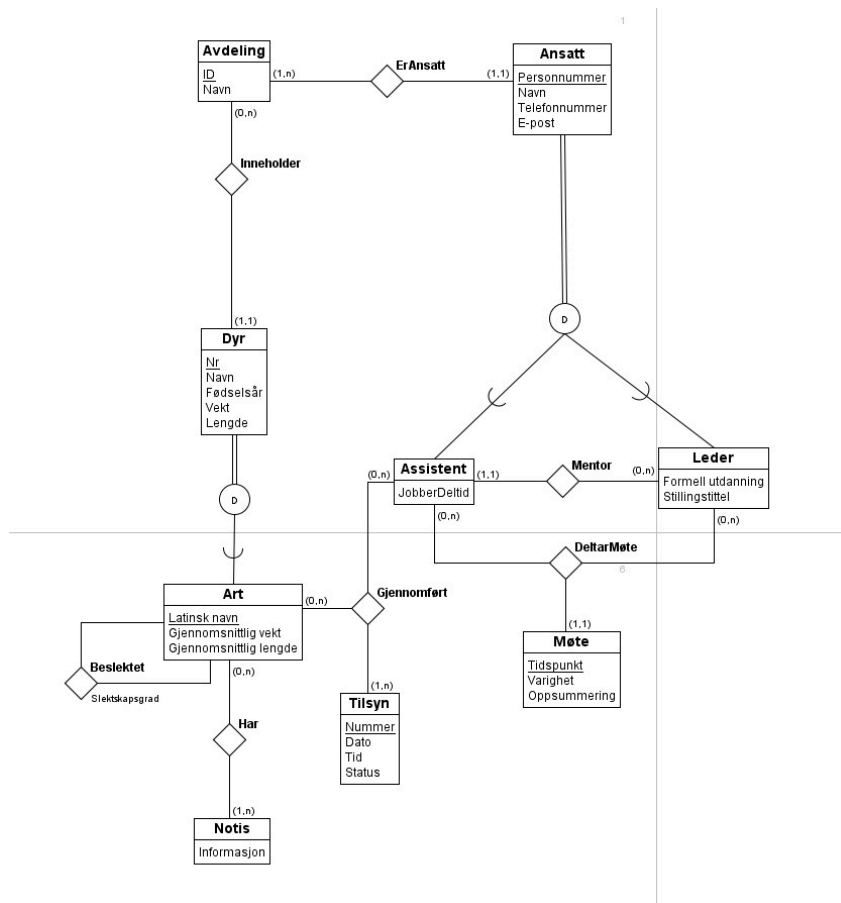 1
Avdeling
ID
Navn
(1,n)
ErAnsatt
(1,1)
Ansatt
Personnummer
Navn
Telefonnummer
E-post
(0,n)
Inneholder
(1,1)
Dyr
Nr
Navn
Fødselsår
Vekt
Lengde
D
D
(0,n)
Assistent
JobberDeltid
(1,1)
Mentor
(0,n)
Leder
Formell utdanning
Stillingstittel
(0,n)
(0,n)
DeltarMøte
6
(1,1)
Møte
Tidspunkt
Varighet
Oppsummering
Art
Latinsk navn
Gjennomsnittlig vekt
Gjennomsnittlig lengde
(0,n)
Gjennomført
Beslektet
Slektskapsgrad
(0,n)
Har
(1,n)
Tilsyn
Nummer
Dato
Tid
Status
(1,n)
Notis
Informasjon